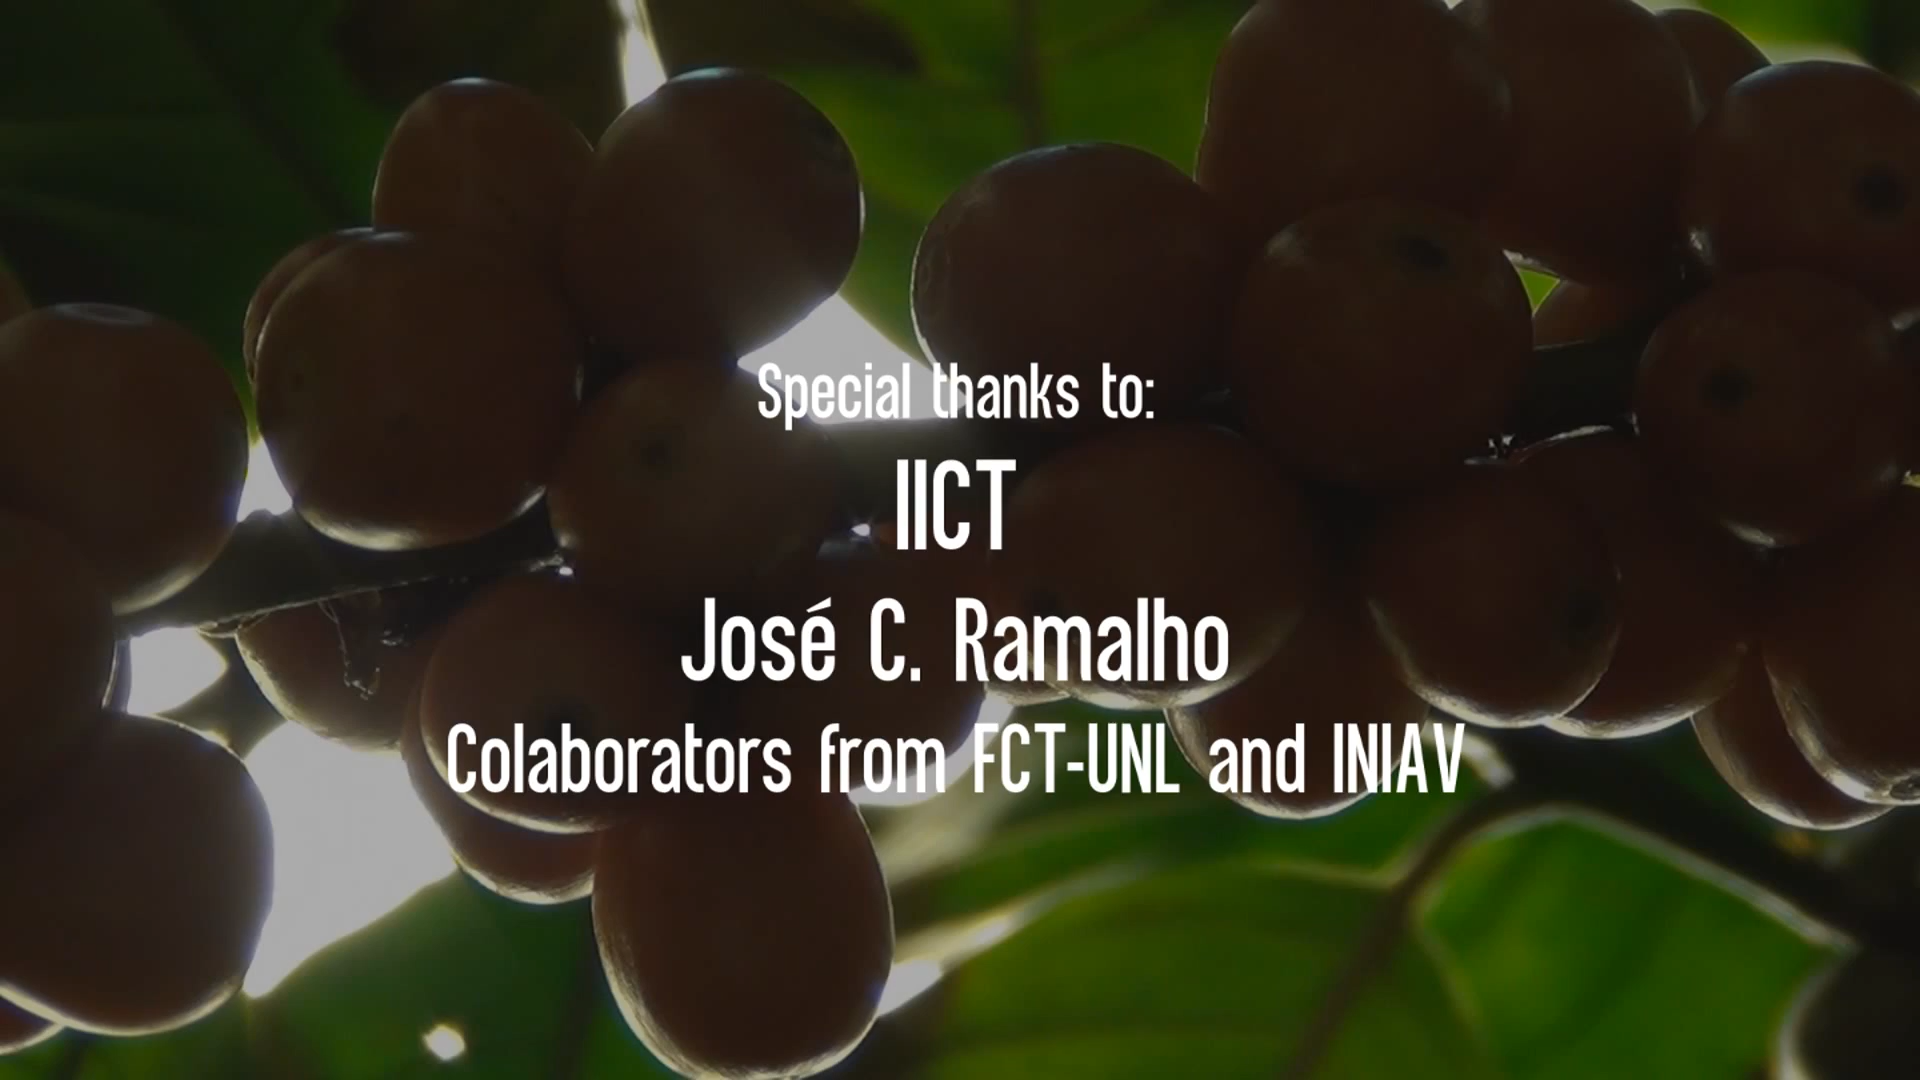 Special thanks to:
IICT
José C. Ramalho
Colaborators from FCT-UNL and INIAV